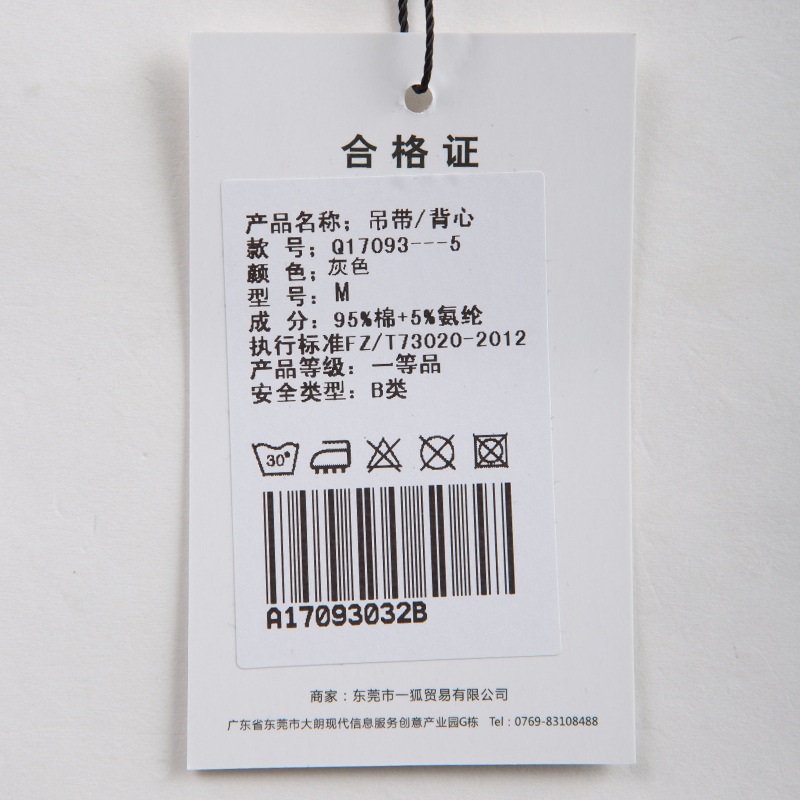 合格证
产品名称：吊带/背心
款 号：Q17093---5
颜 色：灰色
型 号：M
成 分：95%棉+5%氨纶
执行标准FZ/T73020-2012
产品等级：一等品
安全类型：B类
30°
A17093032B
商家：东莞市一狐贸易有限公司
广东省东莞市大朗现代信息服务创意产业园G栋 Tel：0769-83108488